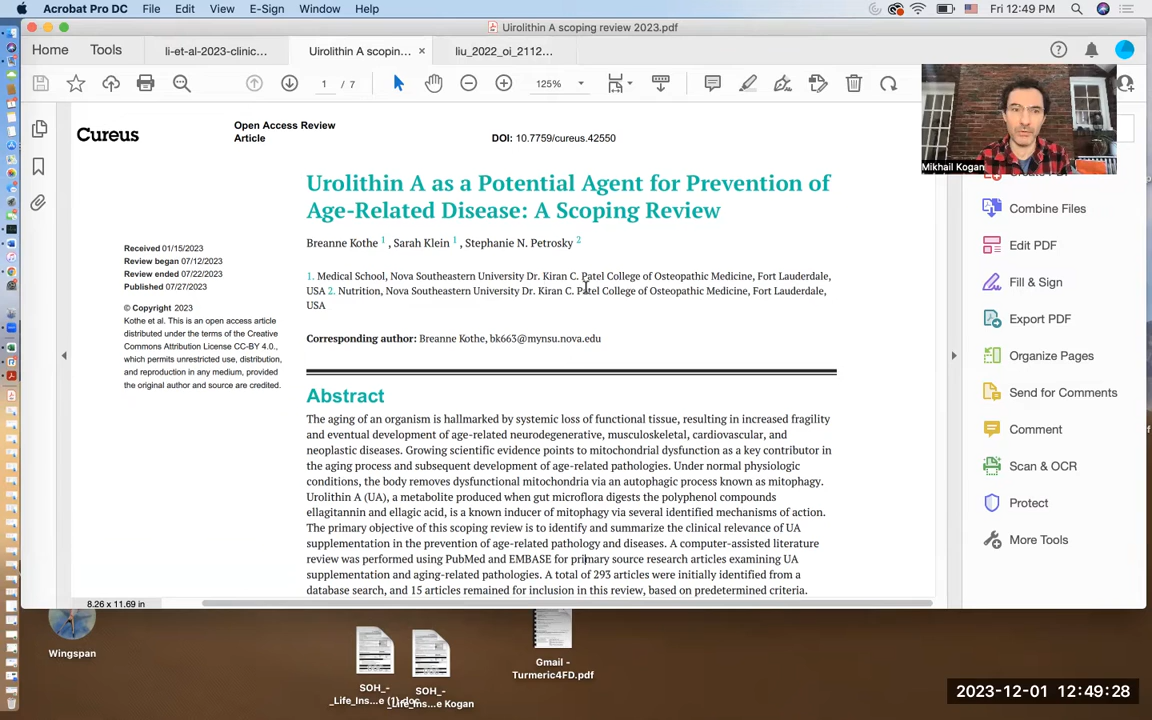 Acrobat Pro DC File Edit View E-Sign Window Help
Fri 12:49 PM
Uirolithin A scoping review 2023.pdf
Home Tools li-et-al-2023-clinic... Uirolithin A scopin... × liu_2022_oi_2112...
1 / 7 125%
Mikhail Kogan
Combine Files
Edit PDF
Fill & Sign
Export PDF
Organize Pages
Send for Comments
Comment
Scan & OCR
Protect
More Tools
Cureus
Open Access Review
Article
DOI: 10.7759/cureus.42550
Urolithin A as a Potential Agent for Prevention of
Age-Related Disease: A Scoping Review
Breanne Kothe 1 , Sarah Klein 1 , Stephanie N. Petrosky 2
1. Medical School, Nova Southeastern University Dr. Kiran C. Patel College of Osteopathic Medicine, Fort Lauderdale,
USA 2. Nutrition, Nova Southeastern University Dr. Kiran C. Patel College of Osteopathic Medicine, Fort Lauderdale,
USA
Corresponding author: Breanne Kothe, bk663@mynsu.nova.edu
Received 01/15/2023
Review began 07/12/2023
Review ended 07/22/2023
Published 07/27/2023
© Copyright 2023
Kothe et al. This is an open access article
distributed under the terms of the Creative
Commons Attribution License CC-BY 4.0.,
which permits unrestricted use, distribution,
and reproduction in any medium, provided
the original author and source are credited.
Abstract
The aging of an organism is hallmarked by systemic loss of functional tissue, resulting in increased fragility
and eventual development of age-related neurodegenerative, musculoskeletal, cardiovascular, and
neoplastic diseases. Growing scientific evidence points to mitochondrial dysfunction as a key contributor in
the aging process and subsequent development of age-related pathologies. Under normal physiologic
conditions, the body removes dysfunctional mitochondria via an autophagic process known as mitophagy.
Urolithin A (UA), a metabolite produced when gut microflora digests the polyphenol compounds
ellagitannin and ellagic acid, is a known inducer of mitophagy via several identified mechanisms of action.
The primary objective of this scoping review is to identify and summarize the clinical relevance of UA
supplementation in the prevention of age-related pathology and diseases. A computer-assisted literature
review was performed using PubMed and EMBASE for primary source research articles examining UA
supplementation and aging-related pathologies. A total of 293 articles were initially identified from a
database search, and 15 articles remained for inclusion in this review, based on predetermined criteria.
8.26 x 11.69 in
Wingspan
SOH_-
_Life_Ins...e (1).doc
SOH_-
_Life_Ins...e Kogan
Gmail -
Turmeric4FD.pdf
2023-12-01 12:49:28